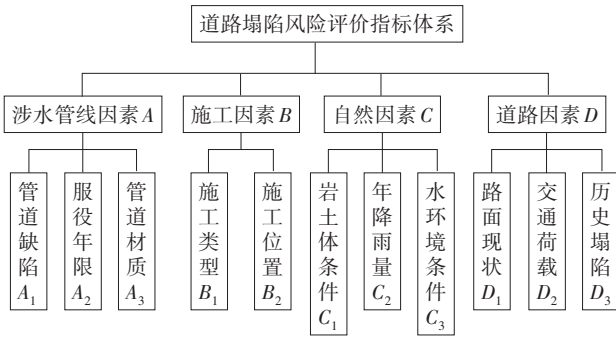 道路塌陷风险评价指标体系
涉水管线因素A
施工因素B
自然因素C
道路因素D
管道缺陷A₁
服役年限A₂
管道材质A₃
施工类型B₁
施工位置B₂
岩土体条件C₁
年降雨量C₂
水环境条件C₃
路面现状D₁
交通荷载D₂
历史塌陷D₃